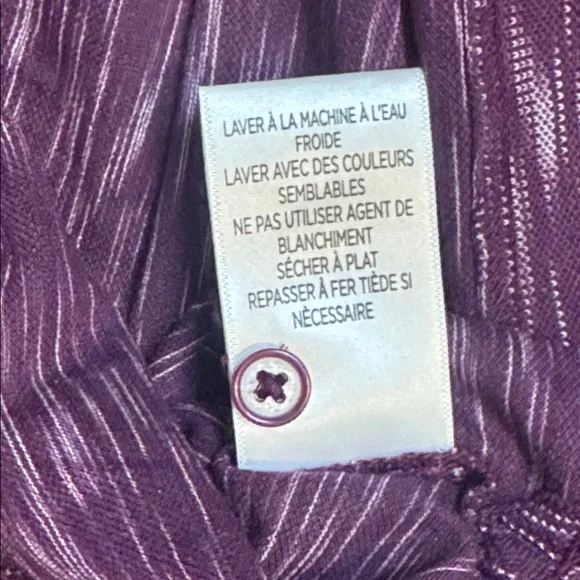 LAVER À LA MACHINE À L'EAU
FROIDE
LAVER AVEC DES COULEURS
SEMBLABLES
NE PAS UTILISER AGENT DE
BLANCHIMENT
SÉCHER À PLAT
REPASSER À FER TIÈDE SI
NÈCESSAIRE